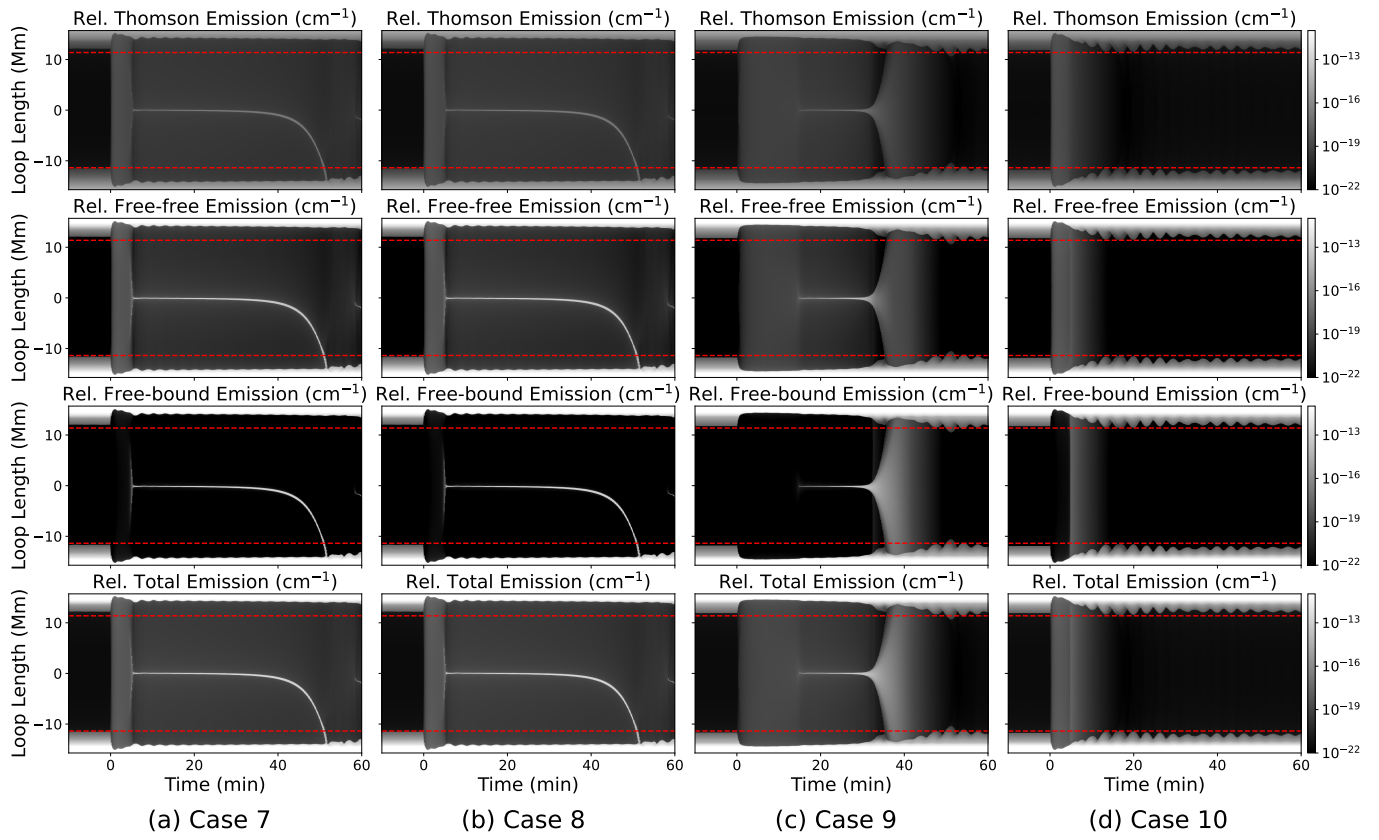 Rel. Thomson Emission (cm⁻¹) Rel. Thomson Emission (cm⁻¹) Rel. Thomson Emission (cm⁻¹) Rel. Thomson Emission (cm⁻¹)
Loop Length (Mm)
10
0
−10
10⁻¹³
10⁻¹⁶
10⁻¹⁹
10⁻²²
Rel. Free-free Emission (cm⁻¹) Rel. Free-free Emission (cm⁻¹) Rel. Free-free Emission (cm⁻¹) Rel. Free-free Emission (cm⁻¹)
Loop Length (Mm)
10
0
−10
10⁻¹³
10⁻¹⁶
10⁻¹⁹
10⁻²²
Rel. Free-bound Emission (cm⁻¹) Rel. Free-bound Emission (cm⁻¹) Rel. Free-bound Emission (cm⁻¹) Rel. Free-bound Emission (cm⁻¹)
Loop Length (Mm)
10
0
−10
10⁻¹³
10⁻¹⁶
10⁻¹⁹
10⁻²²
Rel. Total Emission (cm⁻¹) Rel. Total Emission (cm⁻¹) Rel. Total Emission (cm⁻¹) Rel. Total Emission (cm⁻¹)
Loop Length (Mm)
10
0
−10
10⁻¹³
10⁻¹⁶
10⁻¹⁹
10⁻²²
0 20 40 60 0 20 40 60 0 20 40 60 0 20 40 60
Time (min) Time (min) Time (min) Time (min)
(a) Case 7 (b) Case 8 (c) Case 9 (d) Case 10